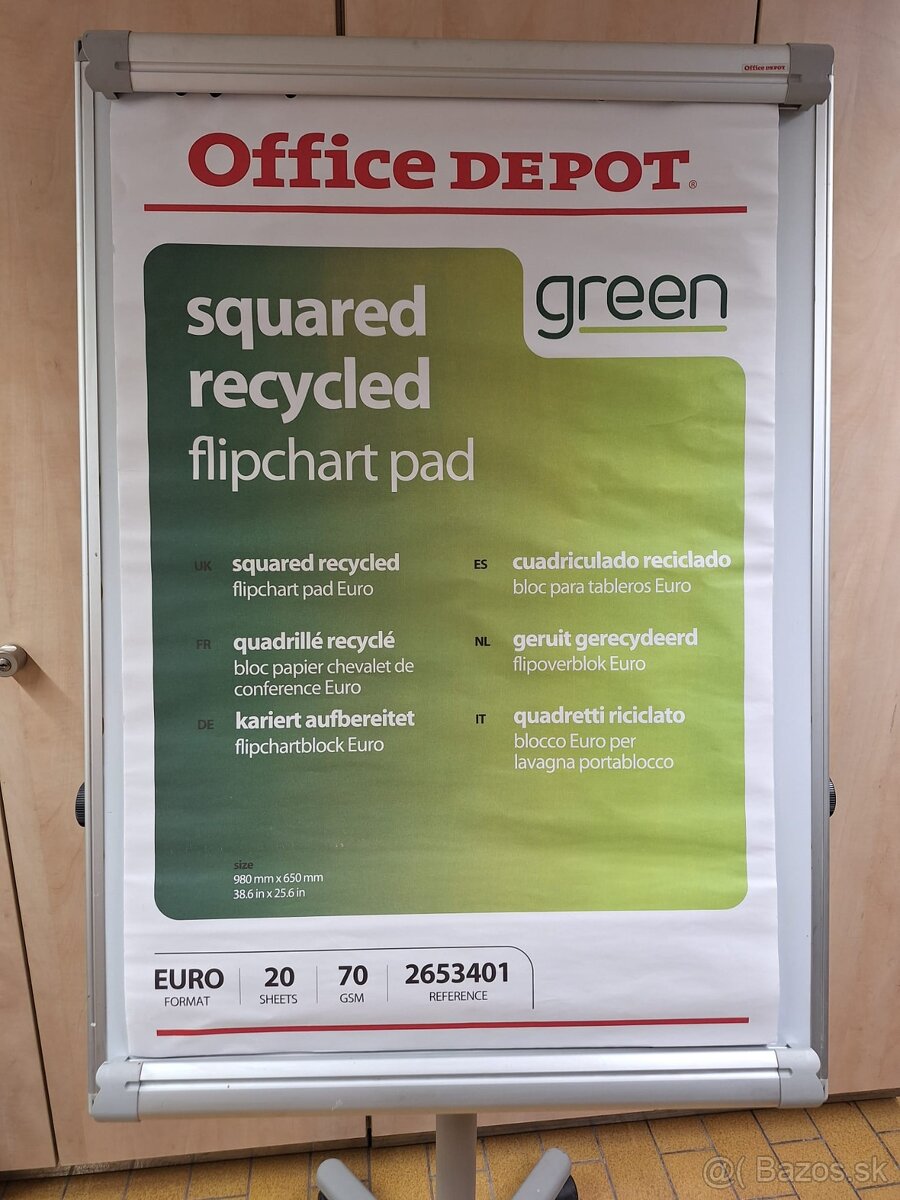 Office DEPOT
Office DEPOT®
green
squared
recycled
flipchart pad
UK squared recycled
flipchart pad Euro
FR quadrillé recyclé
bloc papier chevalet de
conference Euro
DE kariert aufbereitet
flipchartblock Euro
ES cuadriculado reciclado
bloc para tableros Euro
NL geruit gerecydeerd
flipoverblok Euro
IT quadretti riciclato
blocco Euro per
lavagna portablocco
size
980 mm x 650 mm
38.6 in x 25.6 in
EURO
FORMAT
20
SHEETS
70
GSM
2653401
REFERENCE
@( Bazos.sk